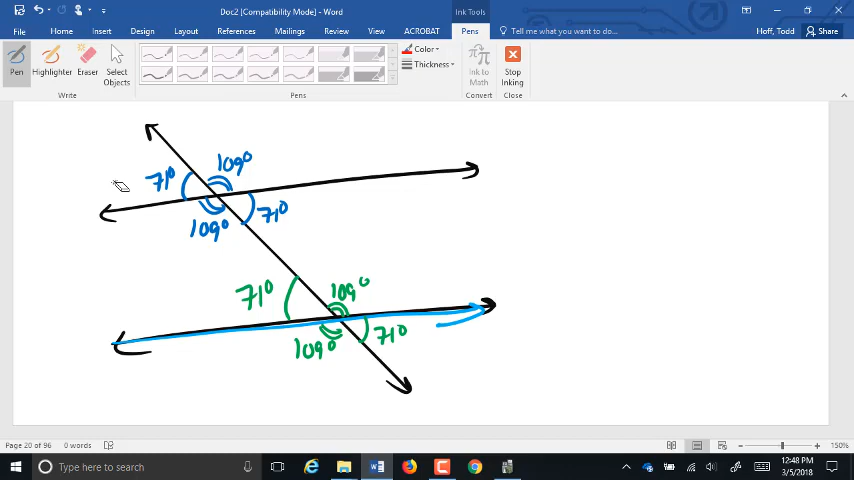 Doc2 [Compatibility Mode] - Word
Ink Tools
File
Home
Insert
Design
Layout
References
Mailings
Review
View
ACROBAT
Pens
Tell me what you want to do...
Hoff, Todd
Share
Pen
Highlighter
Eraser
Select Objects
Color
Thickness
Ink to Math
Stop Inking
Write
Pens
Convert
Close
109°
71°
71°
109°
71°
109°
71°
109°
Page 20 of 96
0 words
150%
Type here to search
12:48 PM
3/5/2018